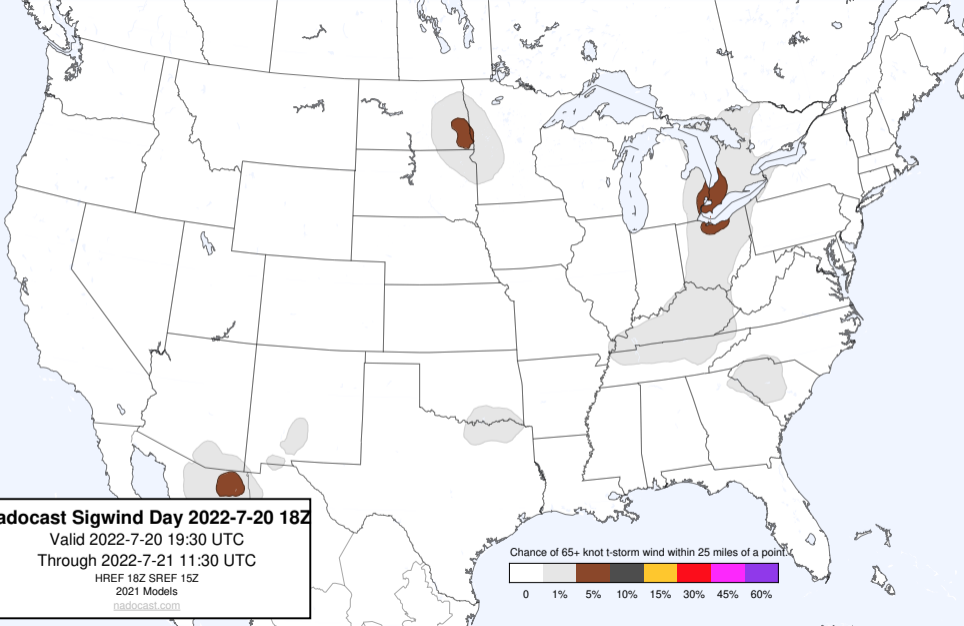 adocast Sigwind Day 2022-7-20 18Z
Valid 2022-7-20 19:30 UTC
Through 2022-7-21 11:30 UTC
HREF 18Z SREF 15Z
2021 Models
nadocast.com
Chance of 65+ knot t-storm wind within 25 miles of a point.
0 1% 5% 10% 15% 30% 45% 60%